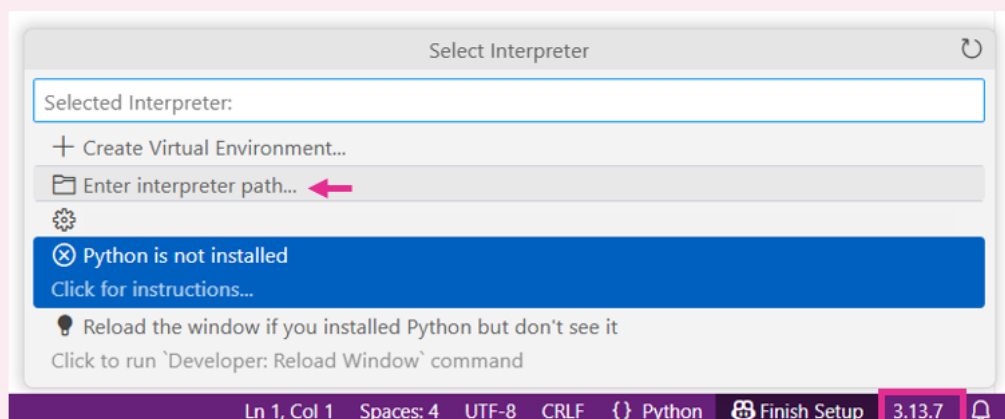 Select Interpreter
Selected Interpreter:
Create Virtual Environment...
Enter interpreter path...
Python is not installed
Click for instructions...
Reload the window if you installed Python but don't see it
Click to run `Developer: Reload Window` command
Ln 1, Col 1 Spaces: 4 UTF-8 CRLF {} Python Finish Setup 3.13.7